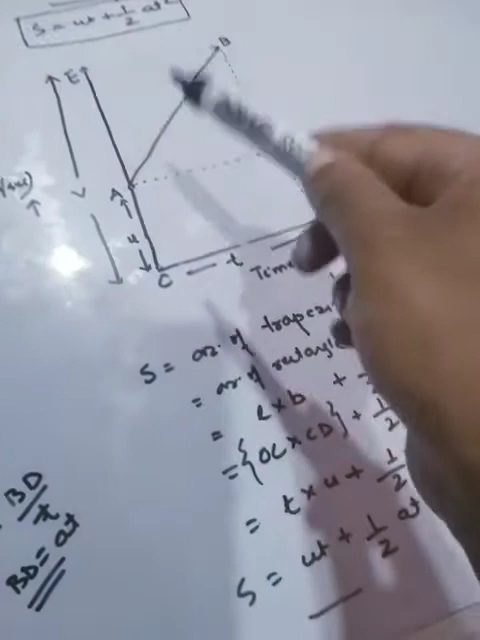 S = ut + 1/2 at²
E
B
V
A
u
C
t
Time
S = ar. of trapezi
= ar of rectangle
= l × b +
= {OC × CD} + 1/2
= t × u + 1/2
S = ut + 1/2 at
BD/t
BD = at